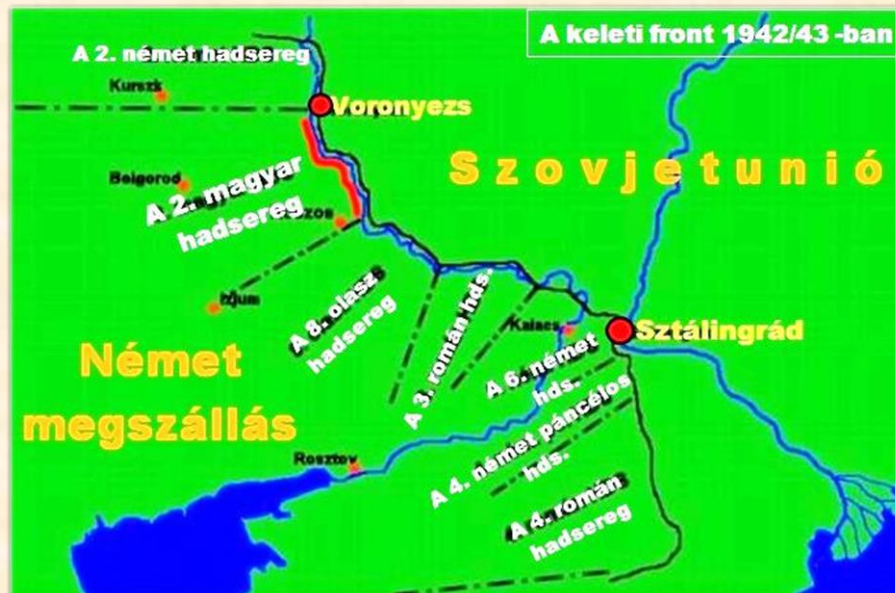 A keleti front 1942/43 -ban
A 2. német hadsereg
Kurszk
Voronyezs
Szovjetunió
Belgorod
A 2. magyar
hadsereg
Izjum
A 8. olasz
hadsereg
A 3. román hds.
Kalacs
Sztálingrád
A 6. német
hds.
Német
megszállás
A 4. német páncélos
hds.
Rosztov
A 4. román
hadsereg